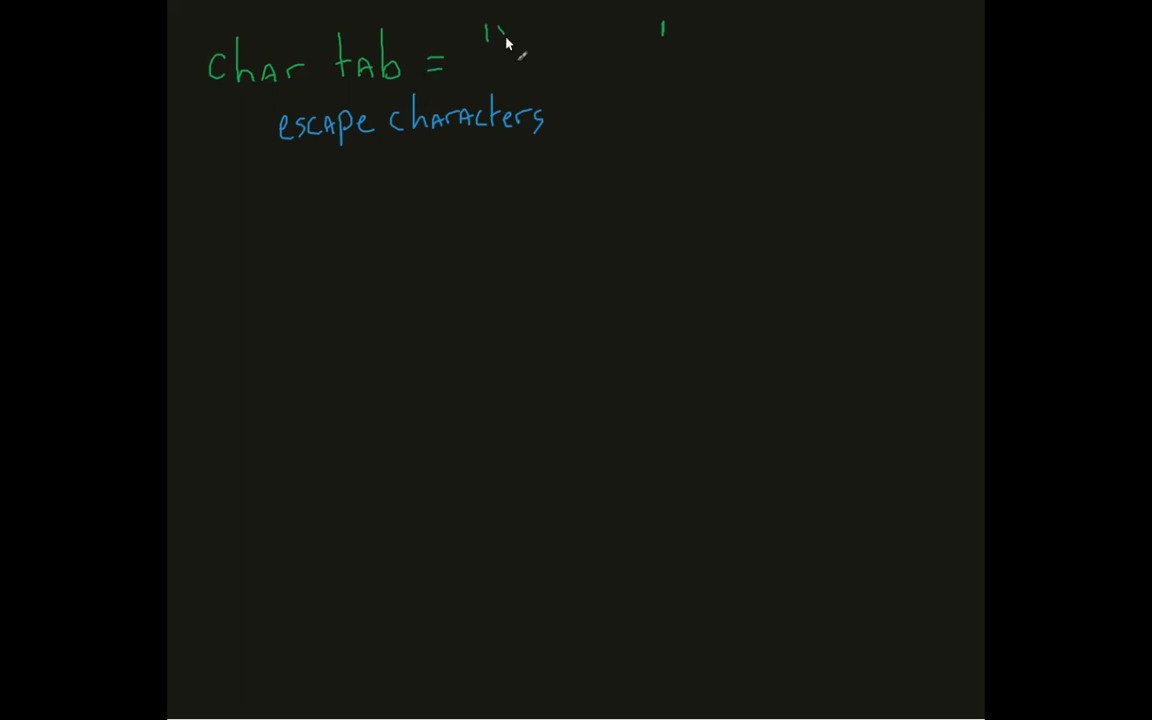 char tab = '\ '
escape characters